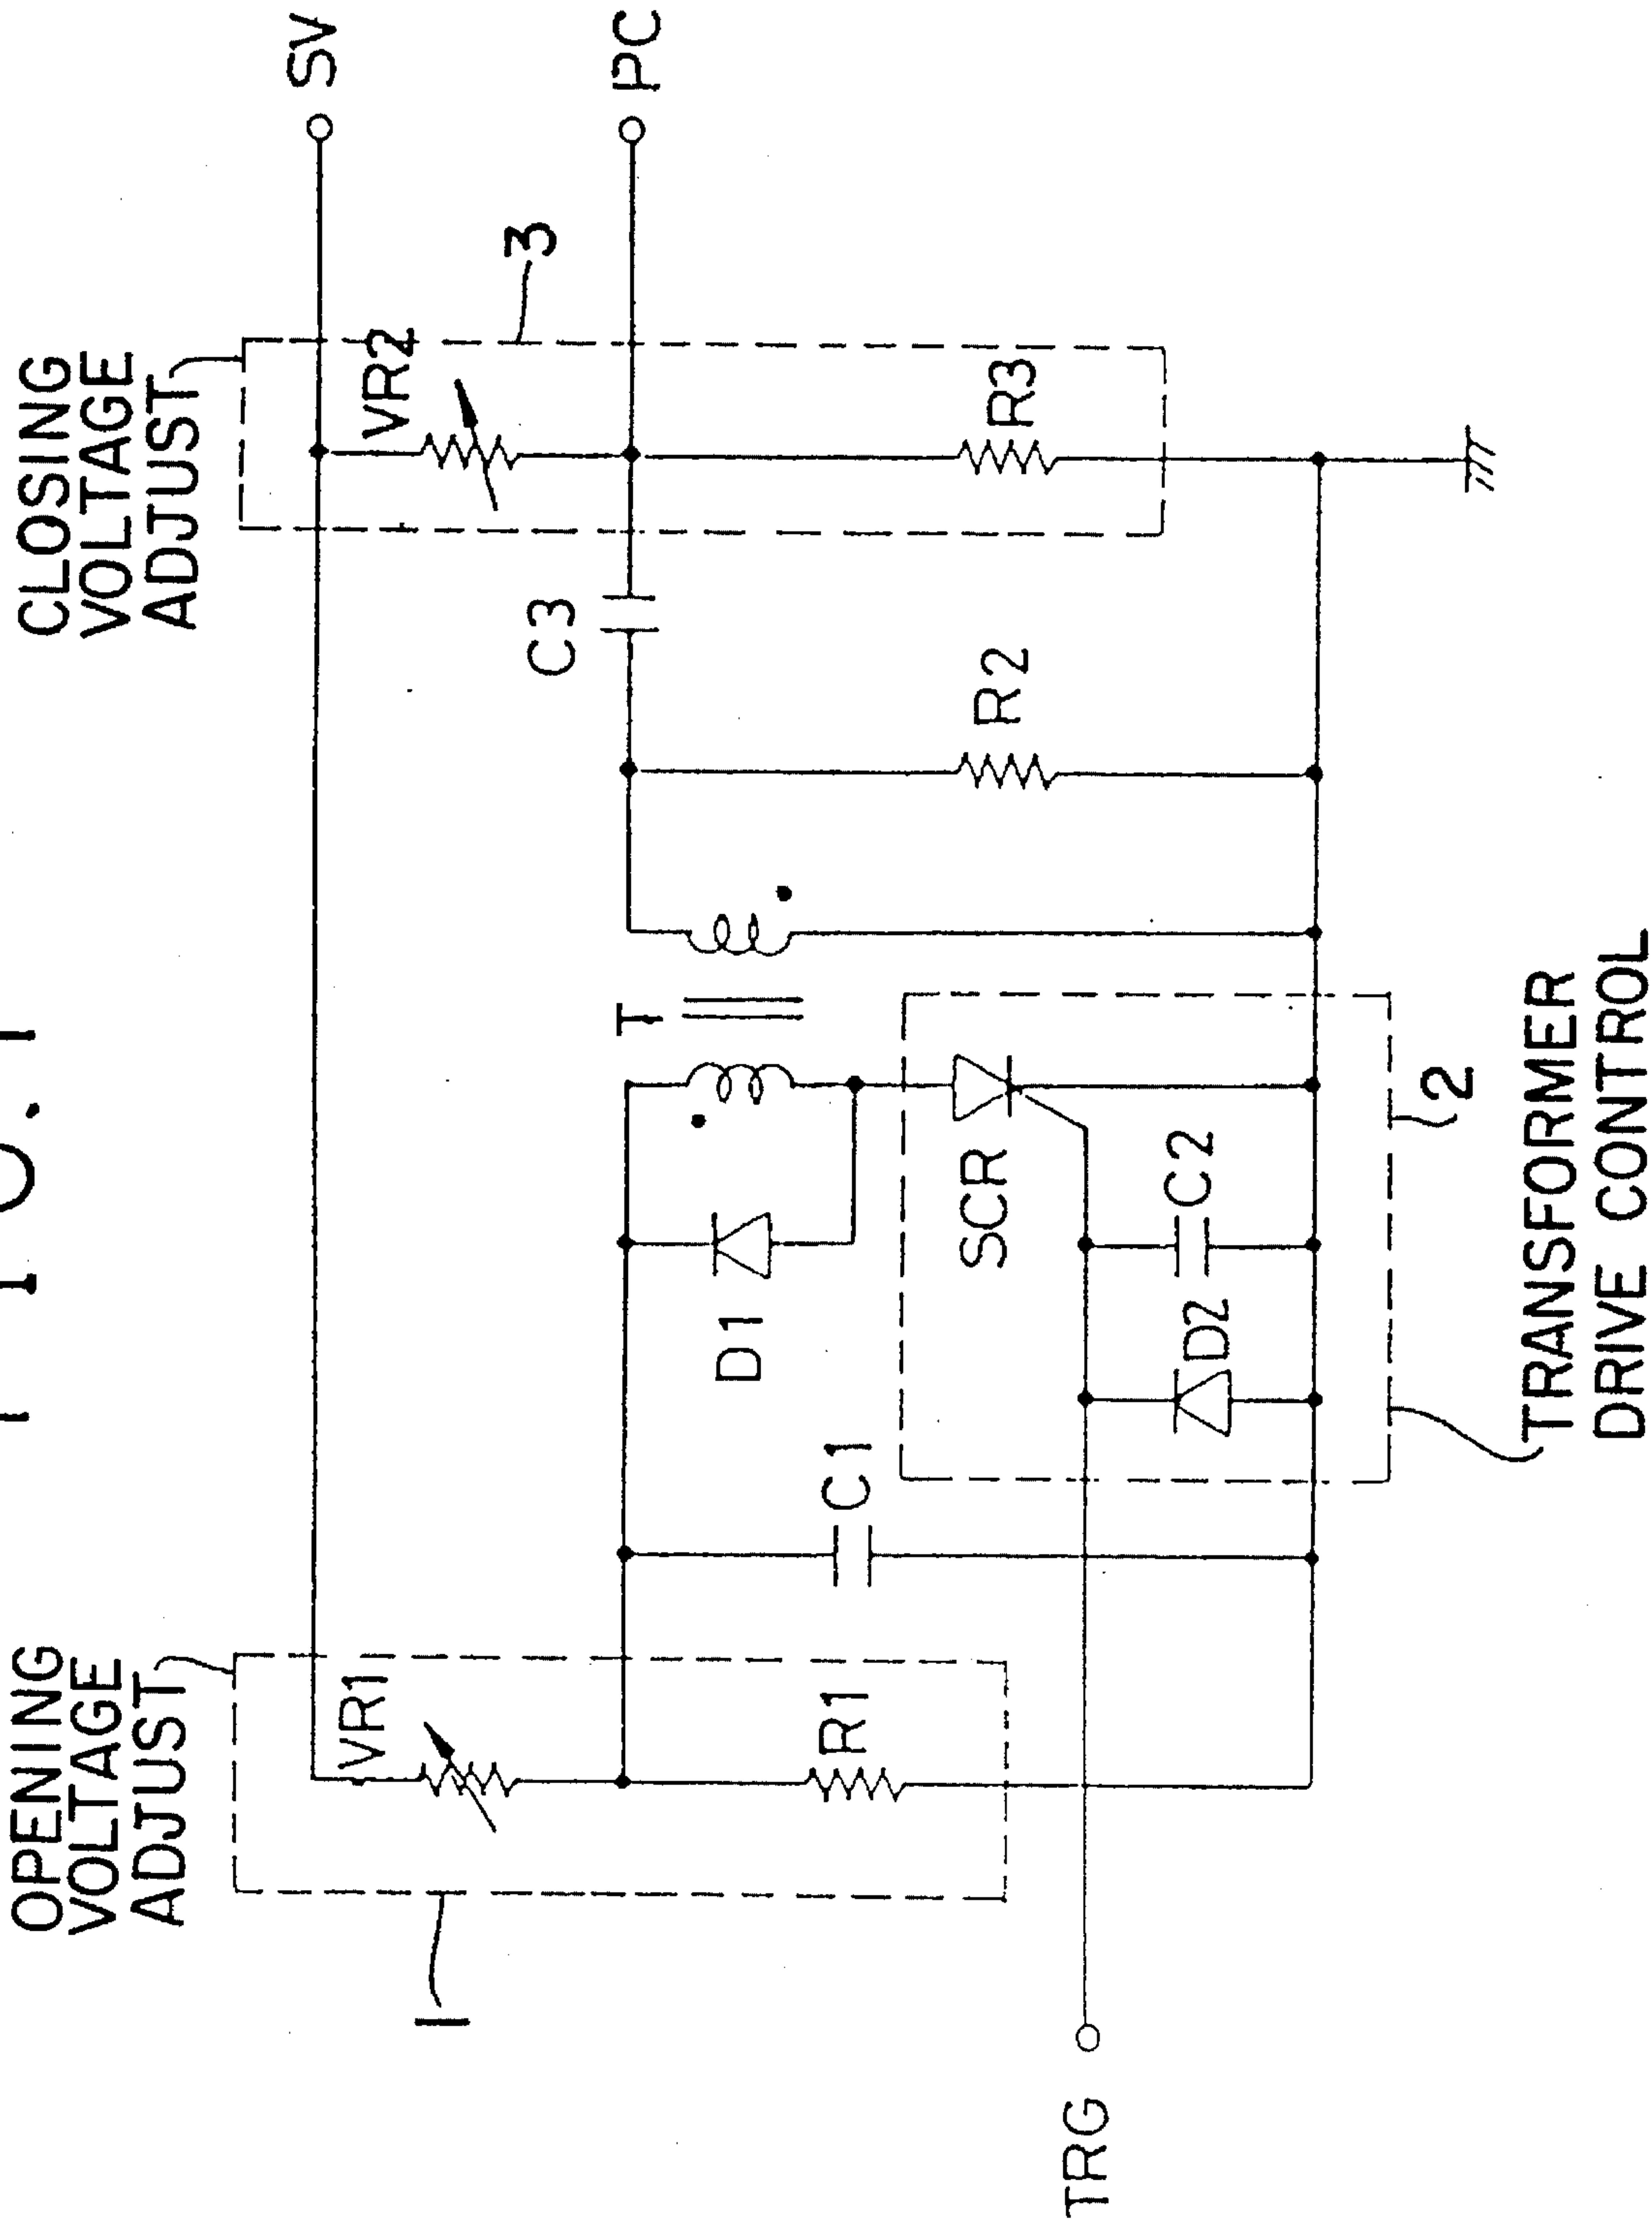 OPENING
VOLTAGE
ADJUST
CLOSING
VOLTAGE
ADJUST
SV
VR1
VR2
3
1
T
C3
PC
D1
C1
R1
R2
R3
SCR
TRG
D2
C2
2
TRANSFORMER
DRIVE CONTROL